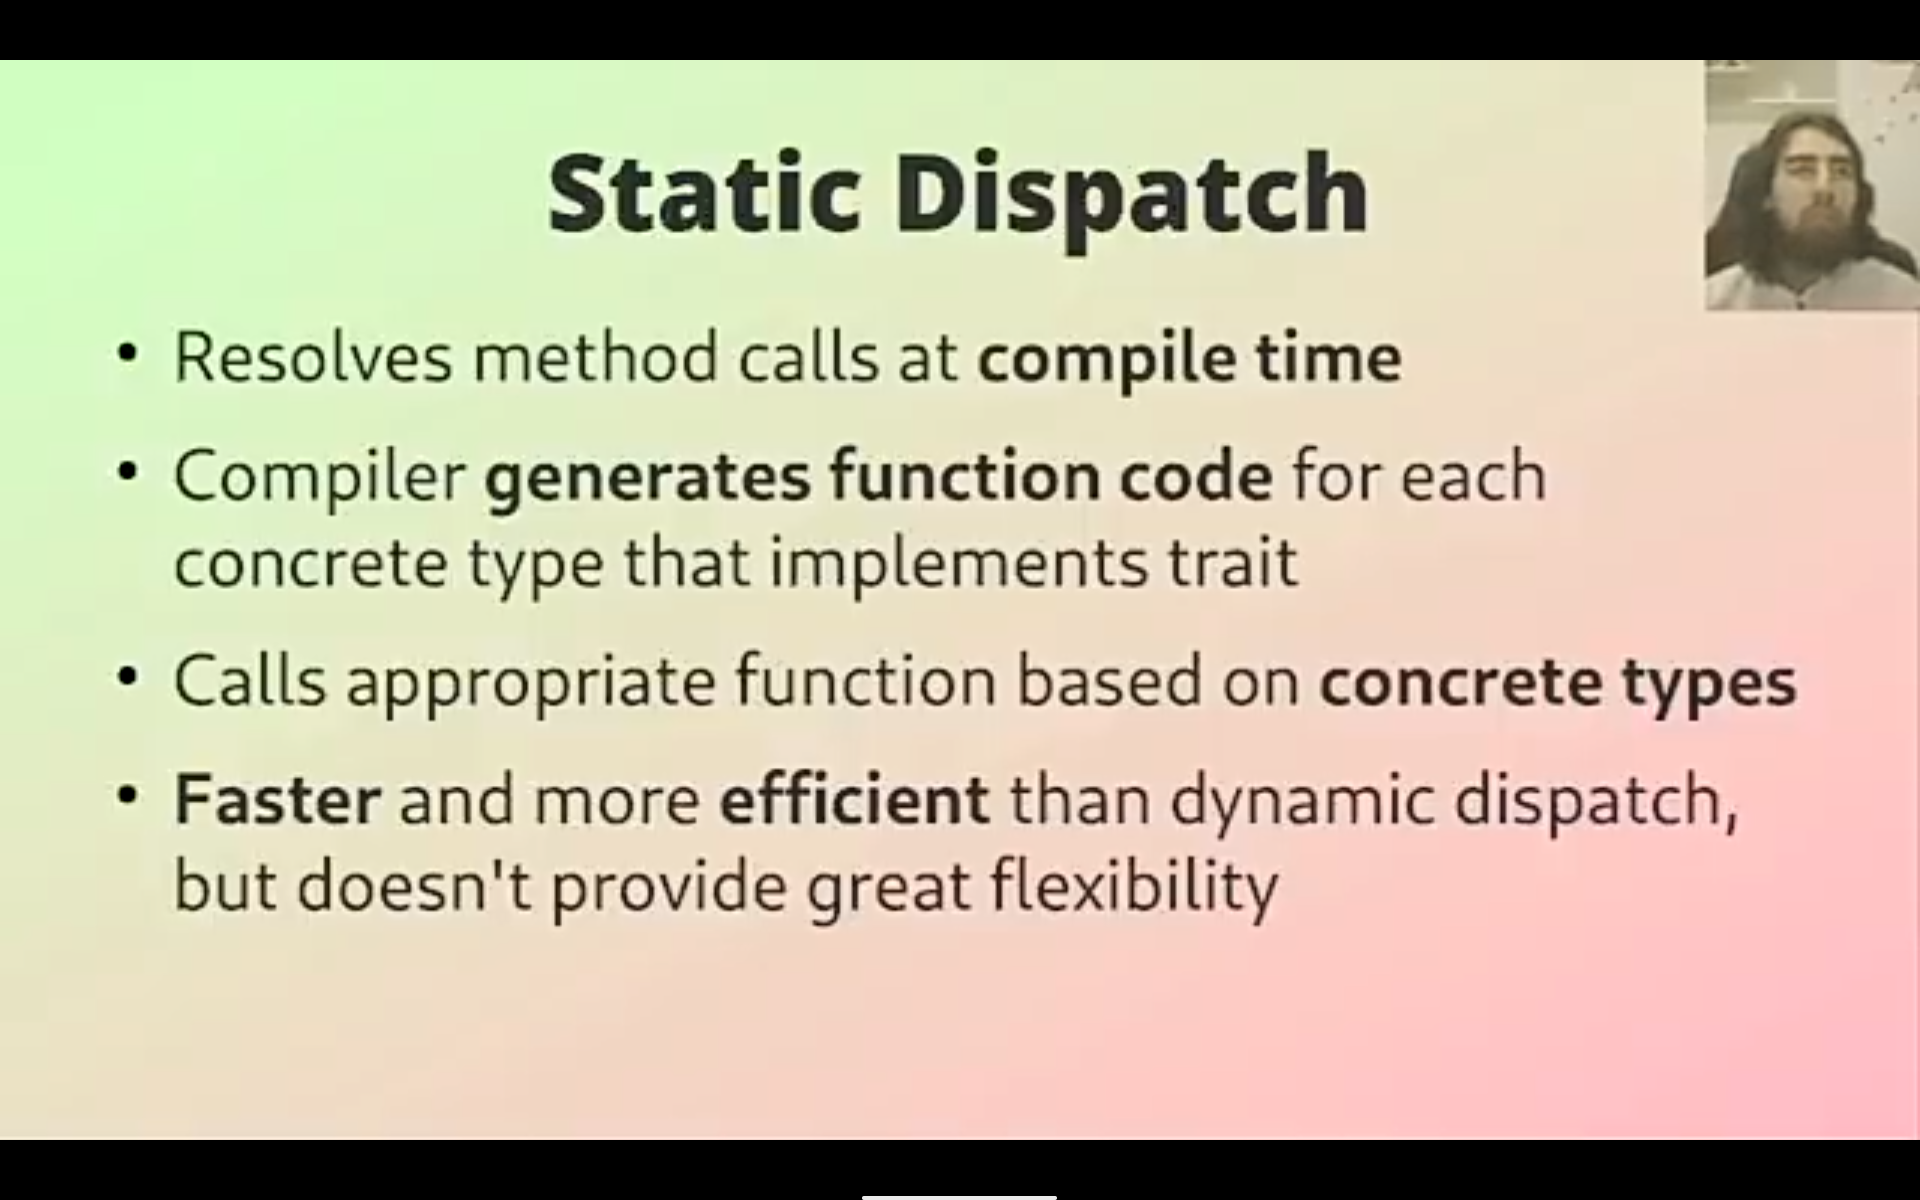 Static Dispatch
• Resolves method calls at compile time
• Compiler generates function code for each
concrete type that implements trait
• Calls appropriate function based on concrete types
• Faster and more efficient than dynamic dispatch,
but doesn't provide great flexibility